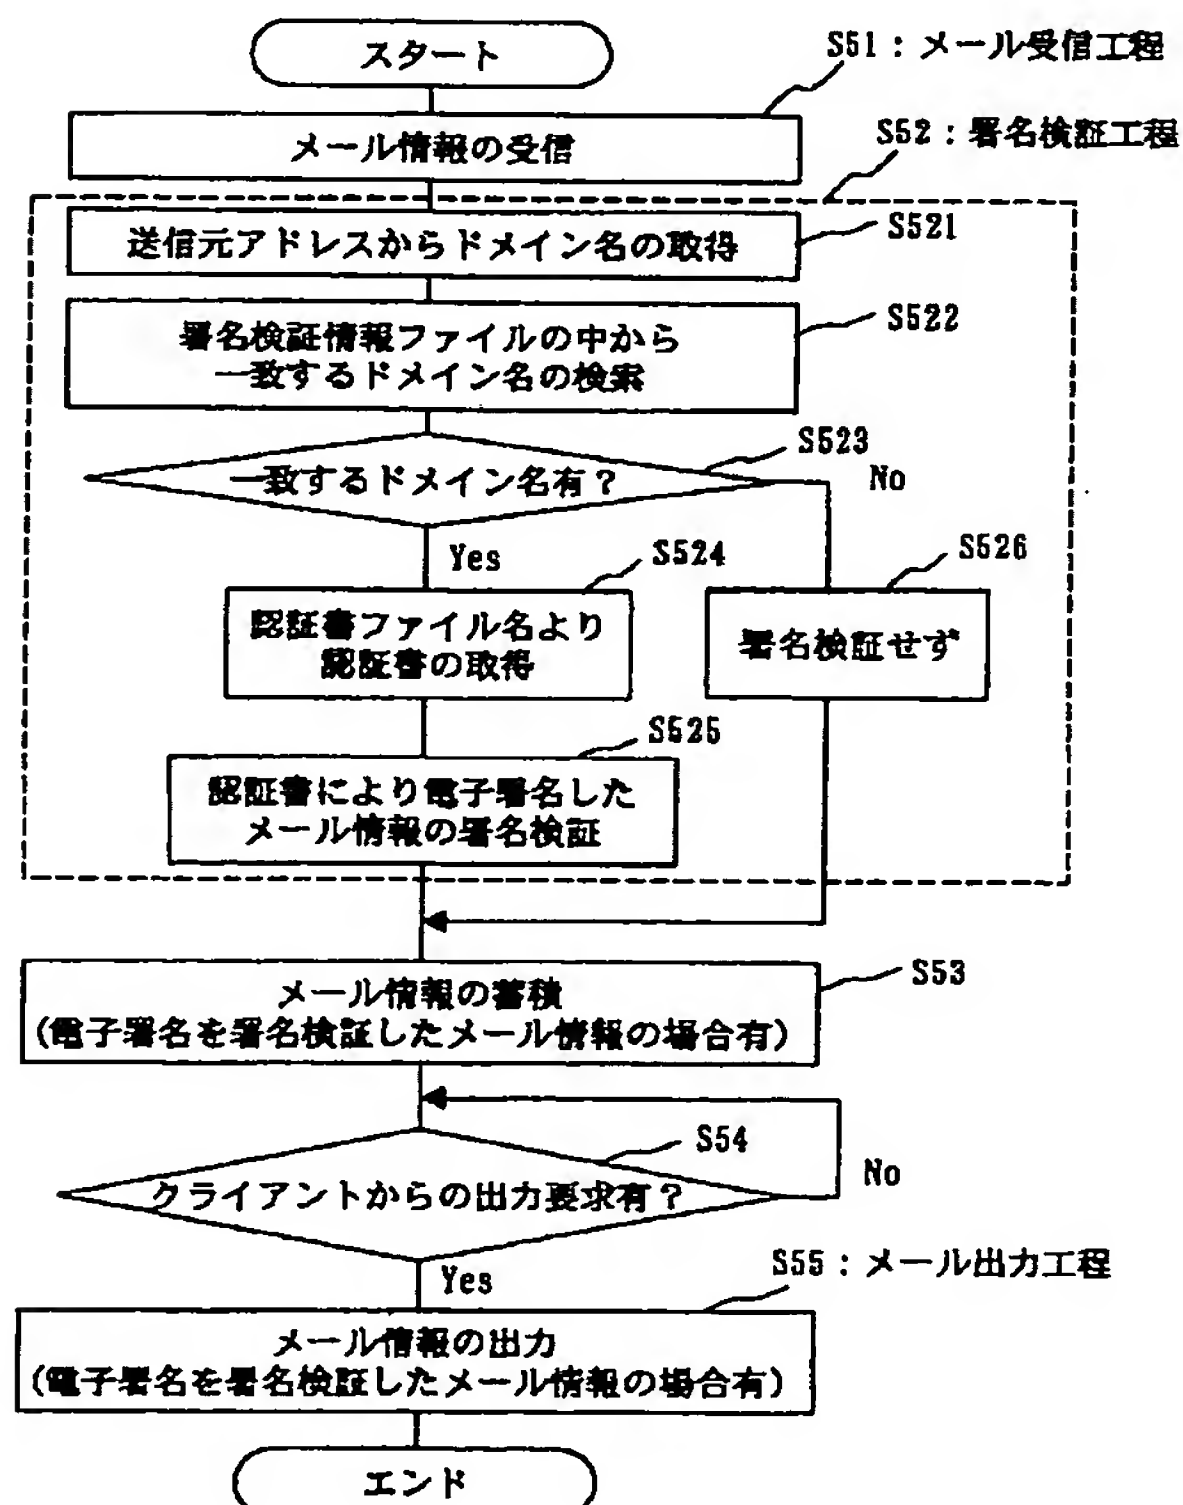 スタート
S51：メール受信工程
メール情報の受信
S52：署名検証工程
送信元アドレスからドメイン名の取得
S521
署名検証情報ファイルの中から
一致するドメイン名の検索
S522
一致するドメイン名有？
S523
No
Yes
S524
S526
認証書ファイル名より
認証書の取得
署名検証せず
S525
認証書により電子署名した
メール情報の署名検証
メール情報の蓄積
(電子署名を署名検証したメール情報の場合有)
S53
S54
クライアントからの出力要求有？
No
Yes
S55：メール出力工程
メール情報の出力
(電子署名を署名検証したメール情報の場合有)
エンド